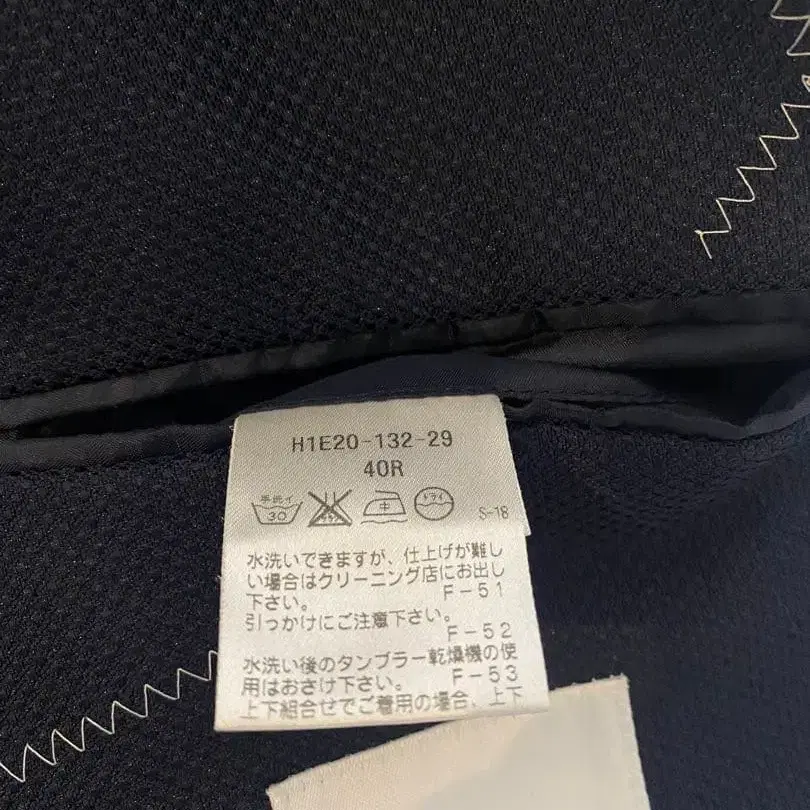 H1E20-132-29
40R
手洗イ
30
中
ドライ
S-18
水洗いできますが、仕上げが難し
い場合はクリーニング店にお出し
下さい。 F-51
引っかけにご注意下さい。
F-52
水洗い後のタンブラー乾燥機の使
用はおさけ下さい。 F-53
上下組合せでご着用の場合、上下